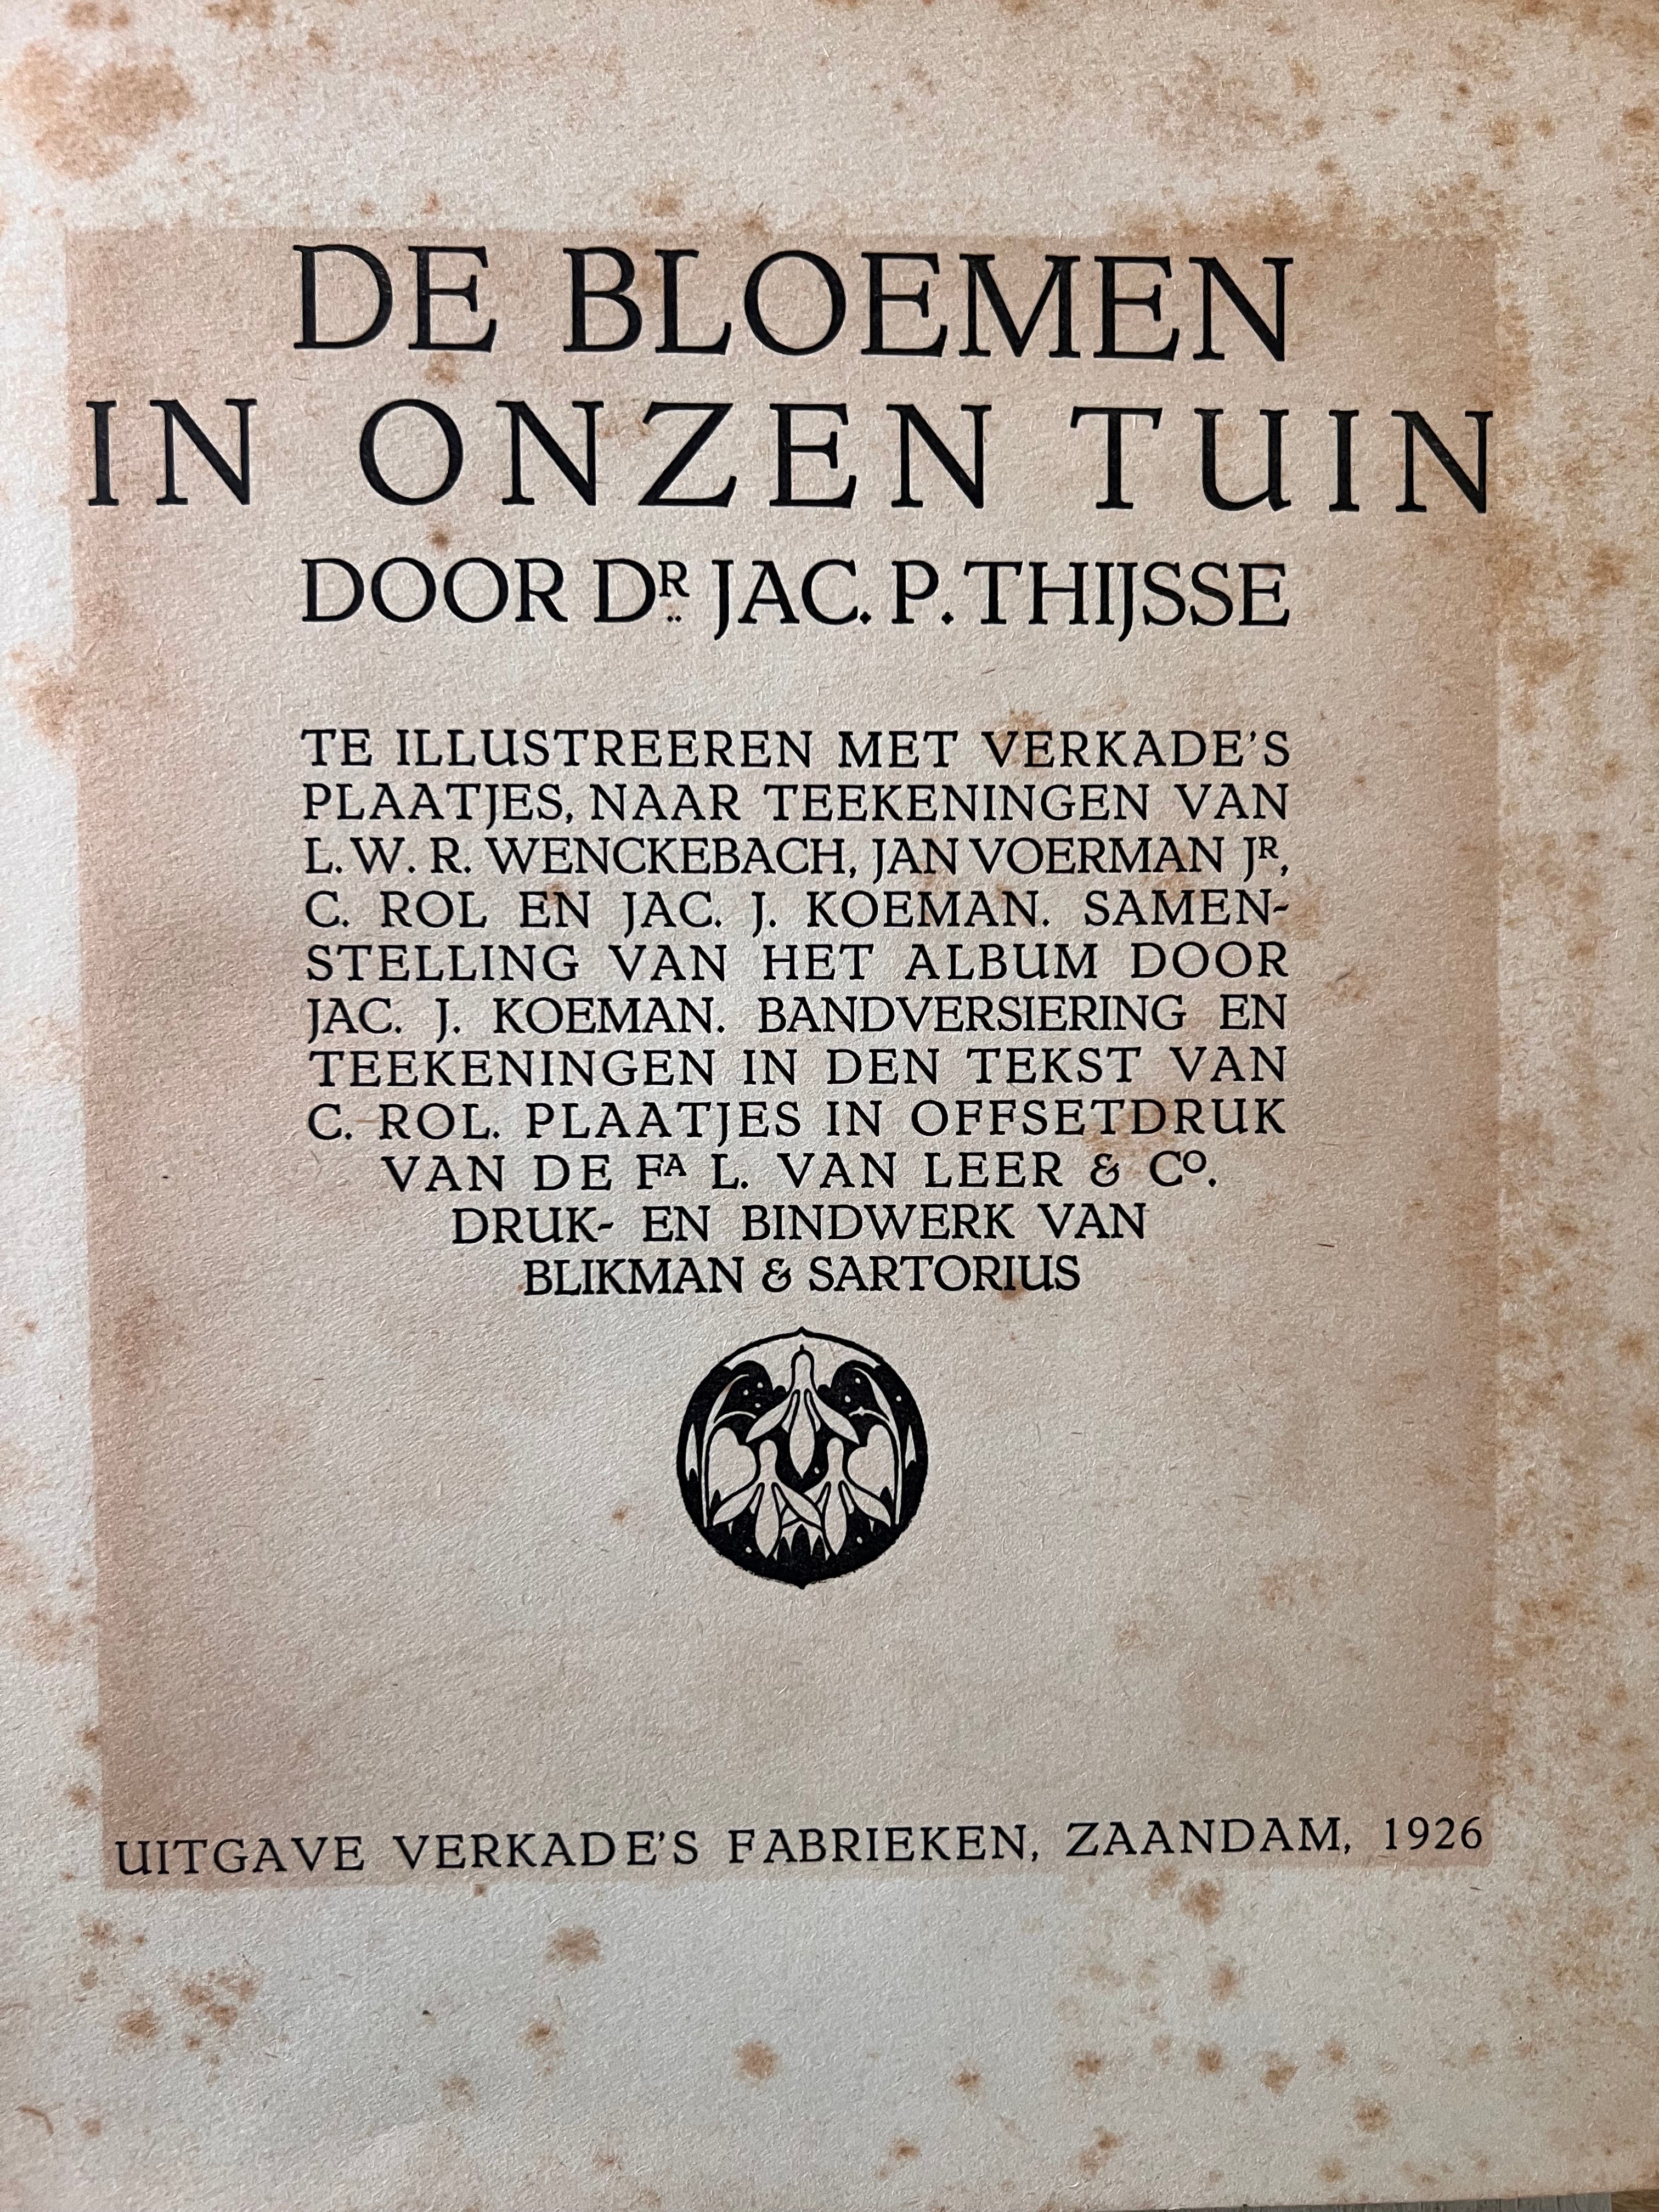 DE BLOEMEN
IN ONZEN TUIN
DOOR DR JAC. P. THIJSSE
TE ILLUSTREEREN MET VERKADE'S
PLAATJES, NAAR TEEKENINGEN VAN
L. W. R. WENCKEBACH, JAN VOERMAN JR,
C. ROL EN JAC. J. KOEMAN. SAMEN-
STELLING VAN HET ALBUM DOOR
JAC. J. KOEMAN. BANDVERSIERING EN
TEEKENINGEN IN DEN TEKST VAN
C. ROL. PLAATJES IN OFFSETDRUK
VAN DE FA L. VAN LEER & CO.
DRUK- EN BINDWERK VAN
BLIKMAN & SARTORIUS
UITGAVE VERKADE'S FABRIEKEN, ZAANDAM, 1926